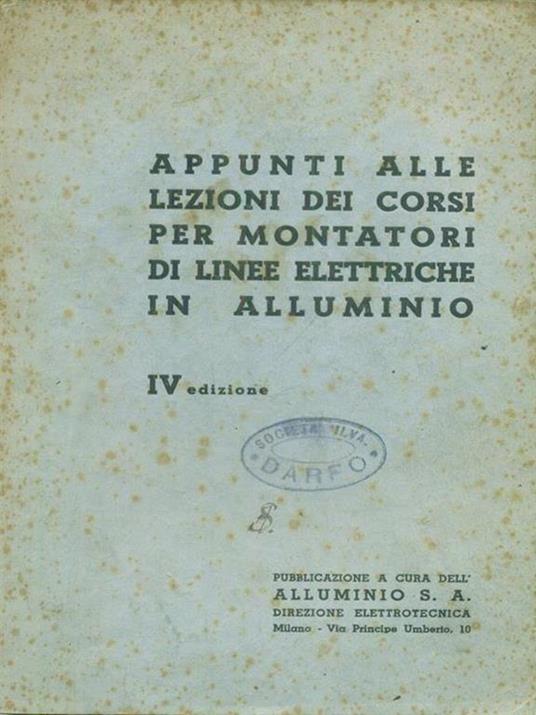 APPUNTI ALLE
LEZIONI DEI CORSI
PER MONTATORI
DI LINEE ELETTRICHE
IN ALLUMINIO
IV edizione
SOCIETÀ ILVA.
DARFO
PUBBLICAZIONE A CURA DELL'
ALLUMINIO S. A.
DIREZIONE ELETTROTECNICA
Milano - Via Principe Umberto, 10